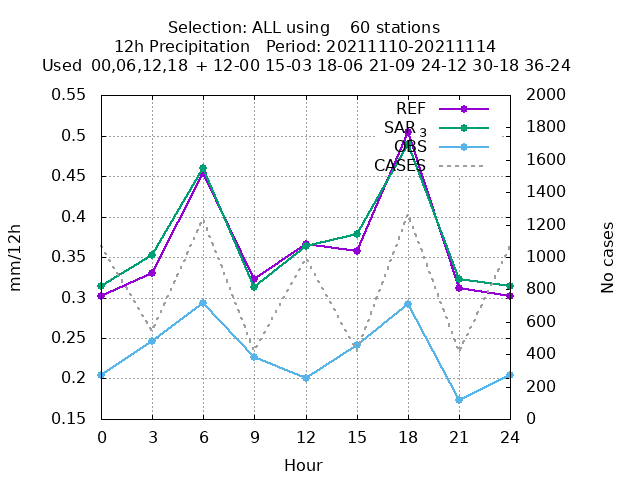 Selection: ALL using    60 stations
12h Precipitation   Period: 20211110-20211114
Used  00,06,12,18  + 12-00 15-03 18-06 21-09 24-12 30-18 36-24
REF
SAR 3
OBS
CASES
0.55
0.5
0.45
0.4
0.35
0.3
0.25
0.2
0.15
2000
1800
1600
1400
1200
1000
800
600
400
200
0
mm/12h
No cases
0 3 6 9 12 15 18 21 24
Hour